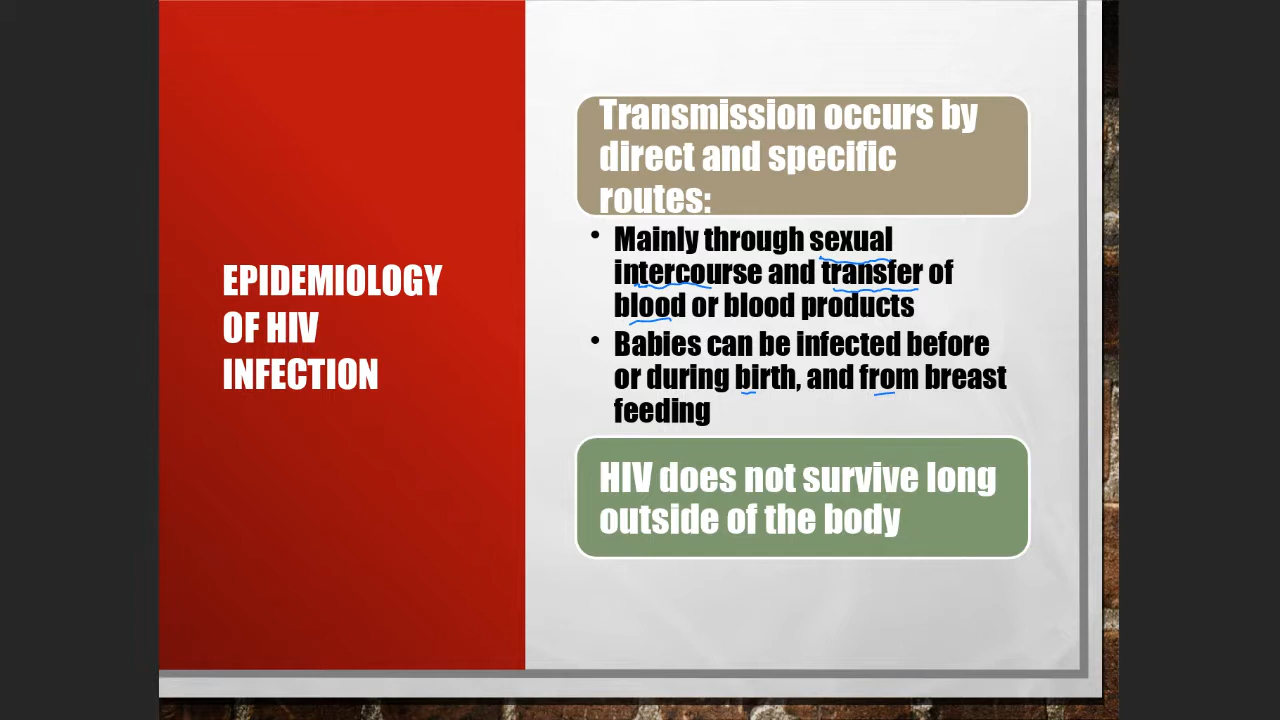 EPIDEMIOLOGY
OF HIV
INFECTION
Transmission occurs by
direct and specific
routes:
• Mainly through sexual
intercourse and transfer of
blood or blood products
• Babies can be infected before
or during birth, and from breast
feeding
HIV does not survive long
outside of the body